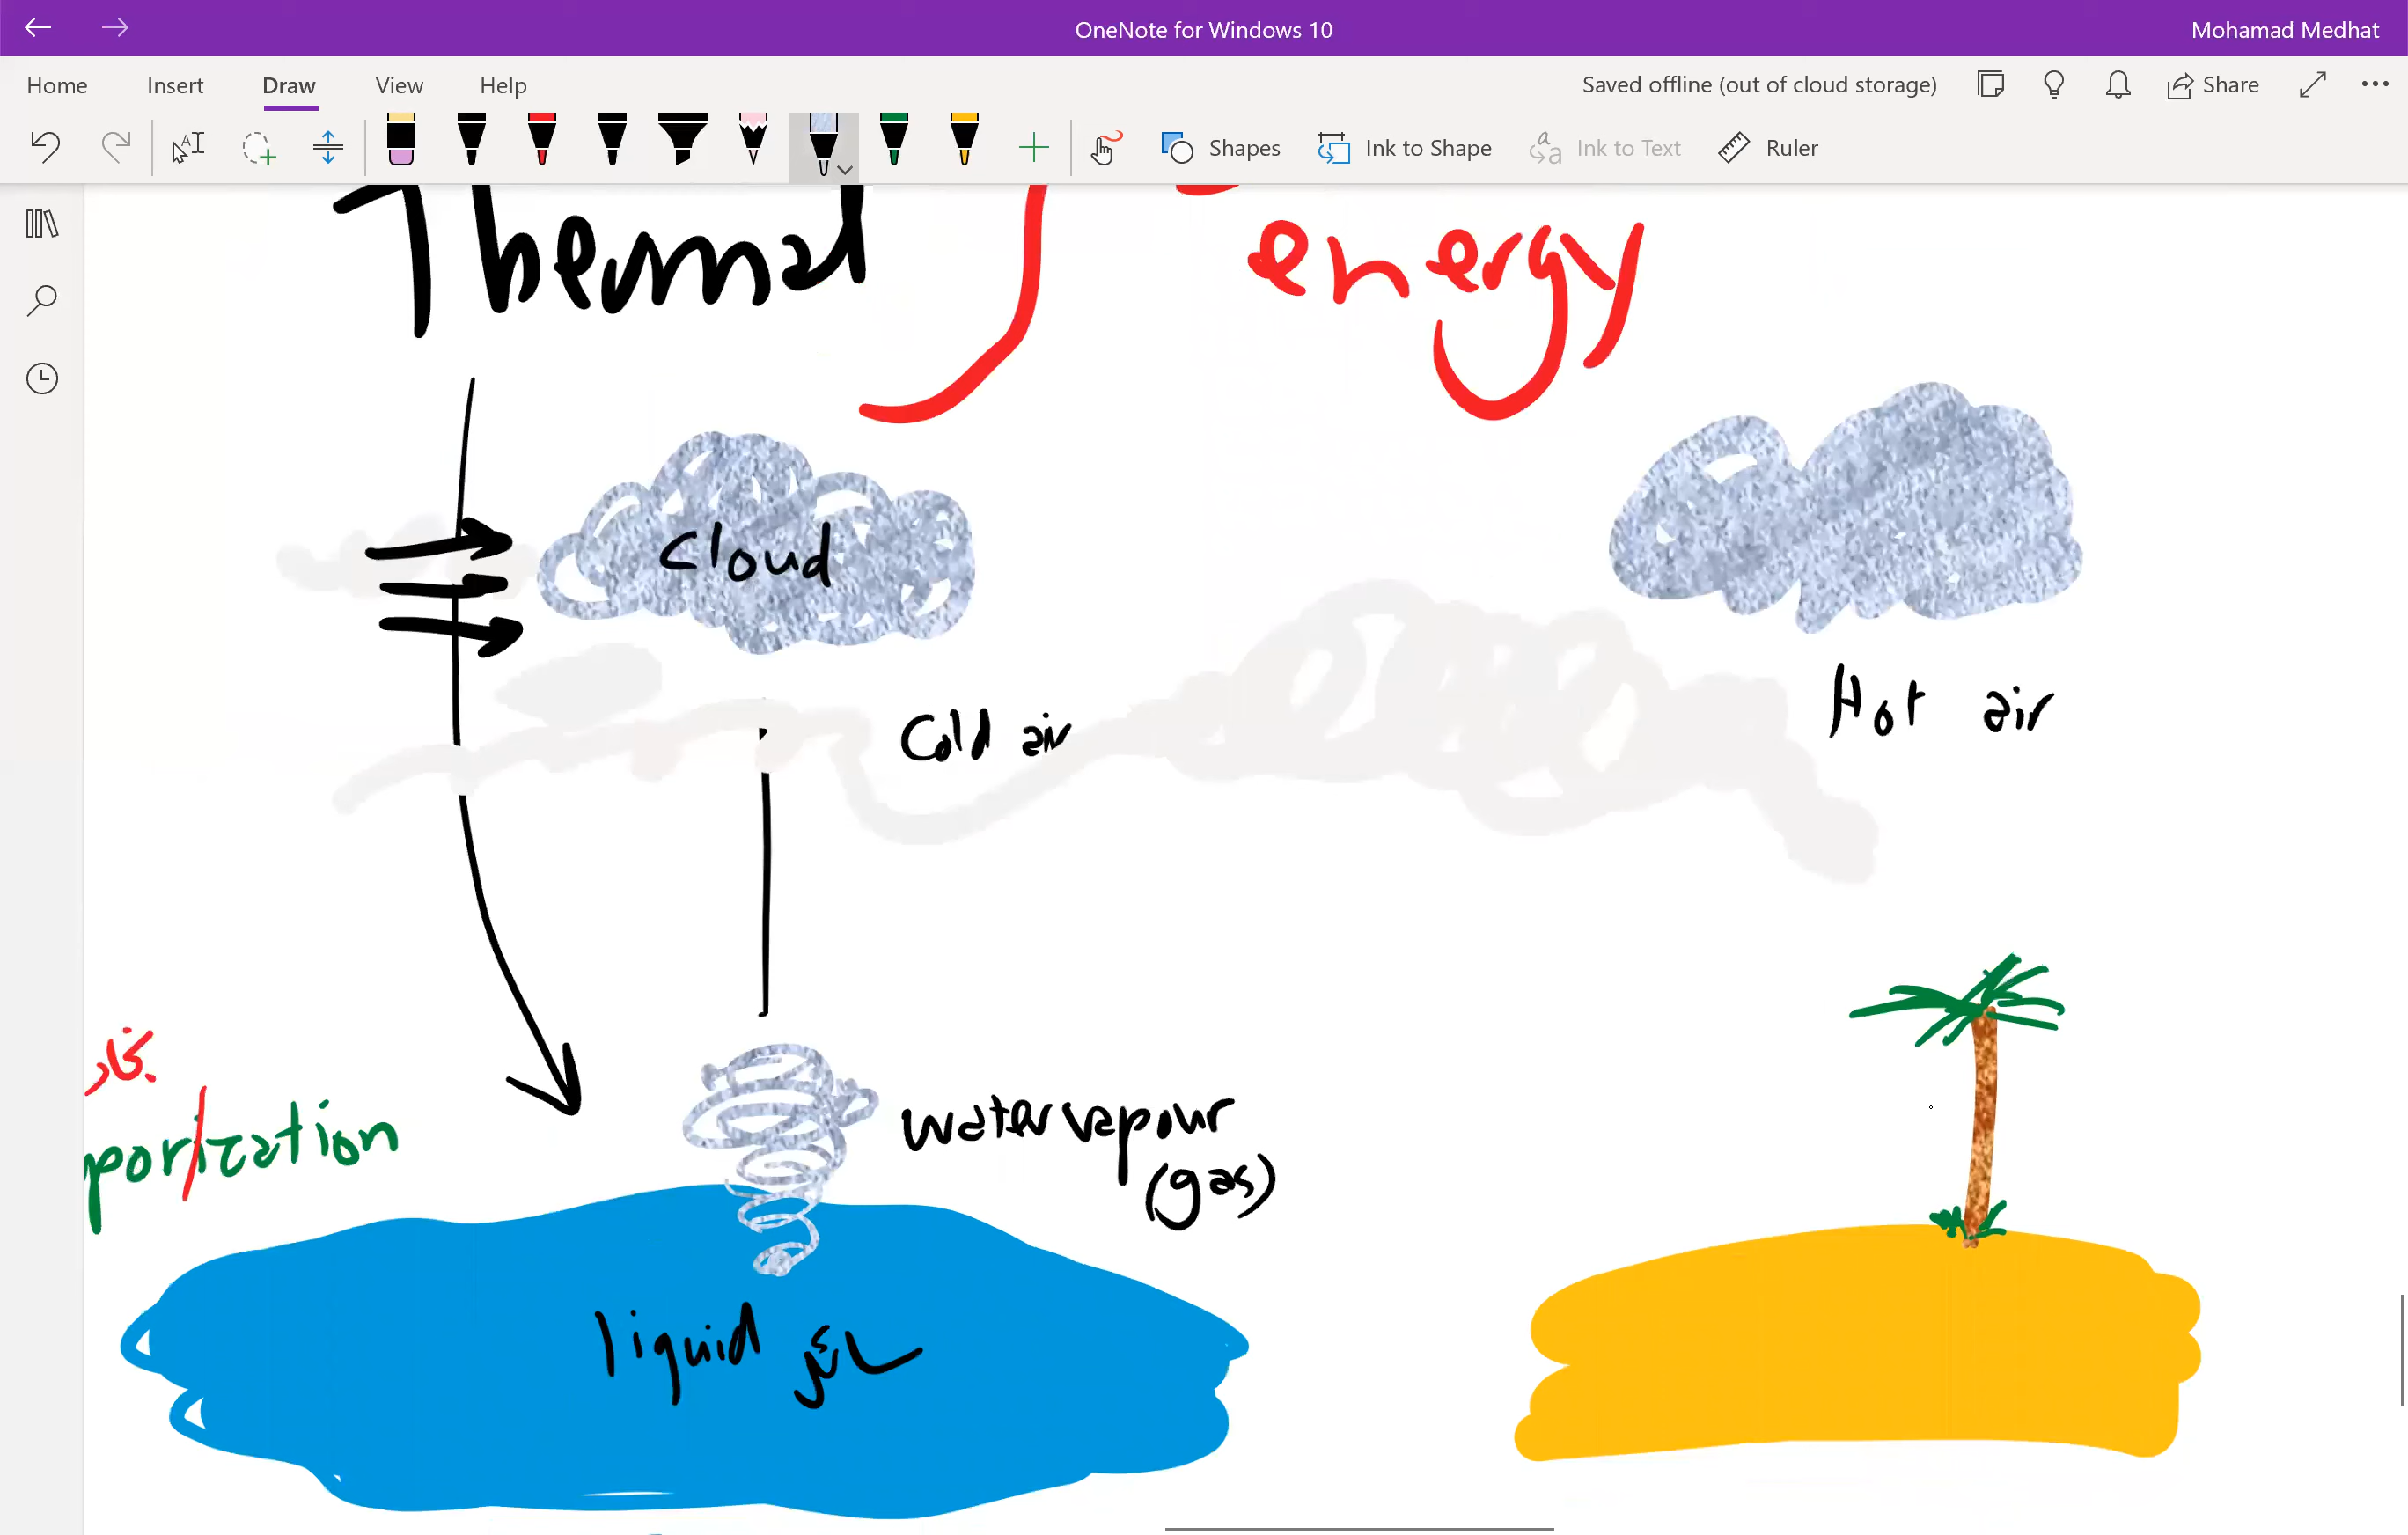 OneNote for Windows 10
Mohamad Medhat
Home Insert Draw View Help
Saved offline (out of cloud storage)
Share
Shapes
Ink to Shape
Ink to Text
Ruler
Thermal
energy
Cloud
Cold air
Hot air
porization
water vapour
(gas)
liquid سائل